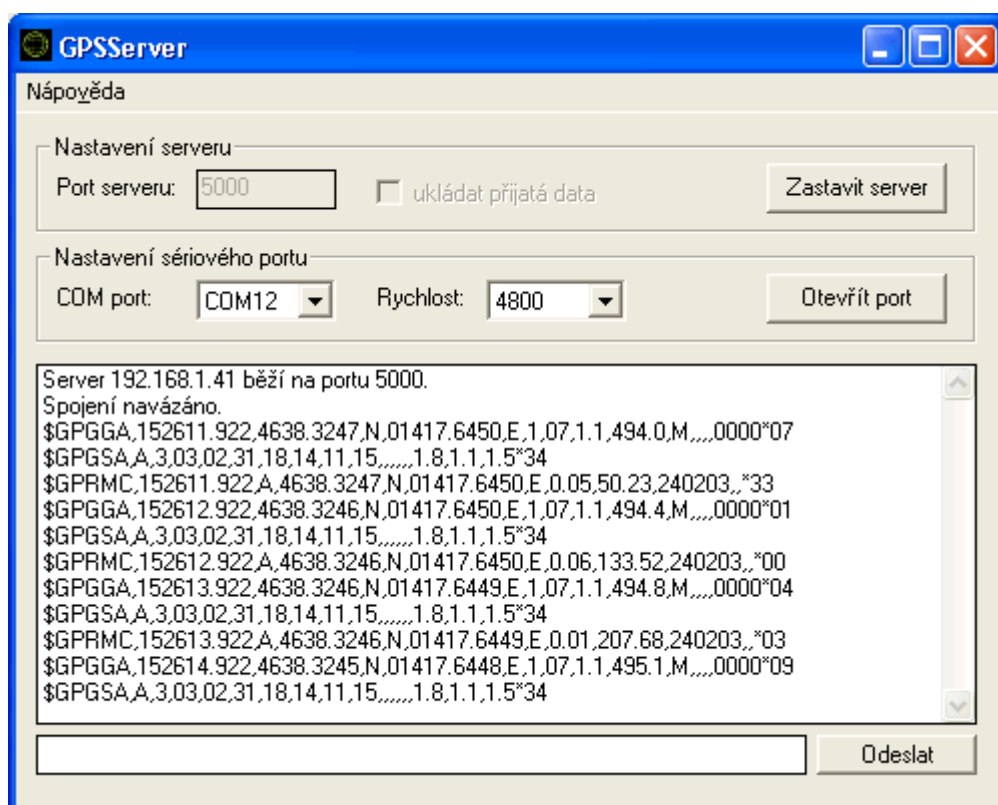 GPSServer
Nápověda
Nastavení serveru
Port serveru: 5000 ukládat přijatá data Zastavit server
Nastavení sériového portu
COM port: COM12 Rychlost: 4800 Otevřít port
Server 192.168.1.41 běží na portu 5000.
Spojení navázáno.
$GPGGA,152611.922,4638.3247,N,01417.6450,E,1,07,1.1,494.0,M,,,,0000*07
$GPGSA,A,3,03,02,31,18,14,11,15,,,,,,1.8,1.1,1.5*34
$GPRMC,152611.922,A,4638.3247,N,01417.6450,E,0.05,50.23,240203,,*33
$GPGGA,152612.922,4638.3246,N,01417.6450,E,1,07,1.1,494.4,M,,,,0000*01
$GPGSA,A,3,03,02,31,18,14,11,15,,,,,,1.8,1.1,1.5*34
$GPRMC,152612.922,A,4638.3246,N,01417.6450,E,0.06,133.52,240203,,*00
$GPGGA,152613.922,4638.3246,N,01417.6449,E,1,07,1.1,494.8,M,,,,0000*04
$GPGSA,A,3,03,02,31,18,14,11,15,,,,,,1.8,1.1,1.5*34
$GPRMC,152613.922,A,4638.3246,N,01417.6449,E,0.01,207.68,240203,,*03
$GPGGA,152614.922,4638.3245,N,01417.6448,E,1,07,1.1,495.1,M,,,,0000*09
$GPGSA,A,3,03,02,31,18,14,11,15,,,,,,1.8,1.1,1.5*34
Odeslat